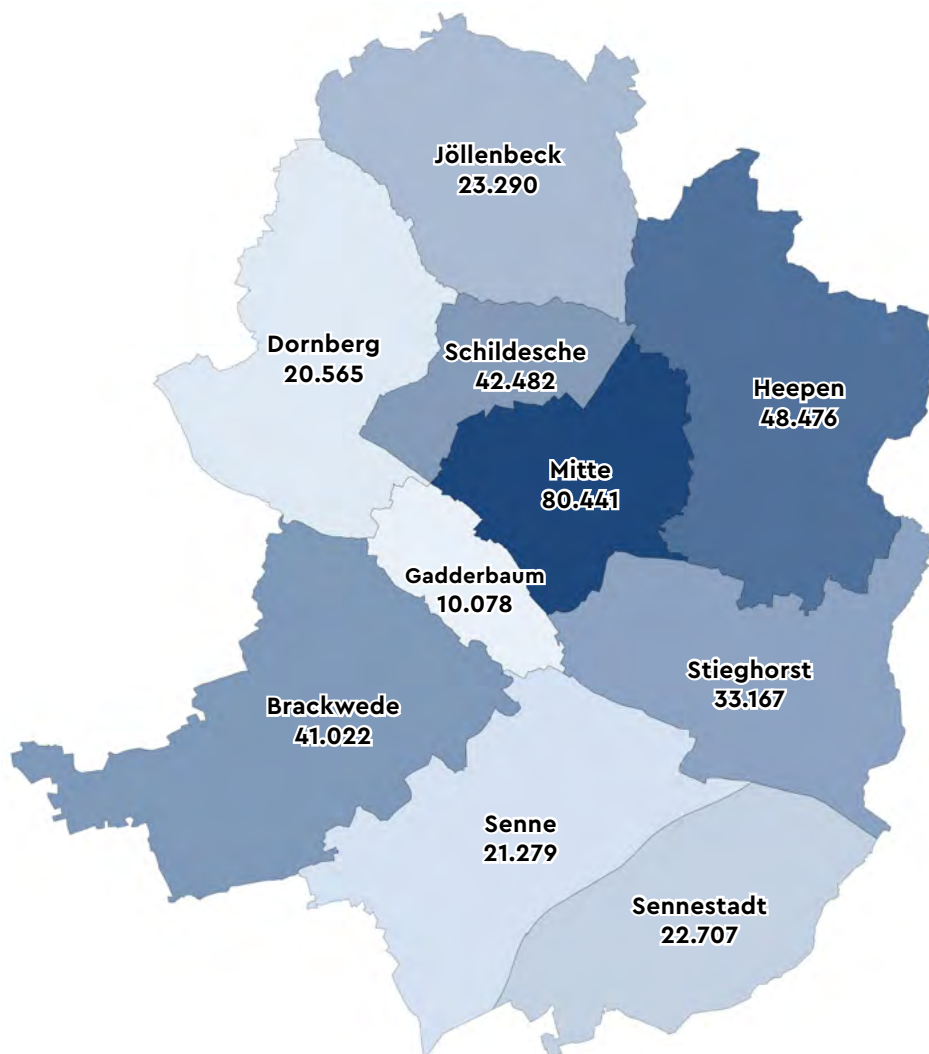 Jöllenbeck
23.290
Dornberg
20.565
Schildesche
42.482
Heepen
48.476
Mitte
80.441
Gadderbaum
10.078
Stieghorst
33.167
Brackwede
41.022
Senne
21.279
Sennestadt
22.707